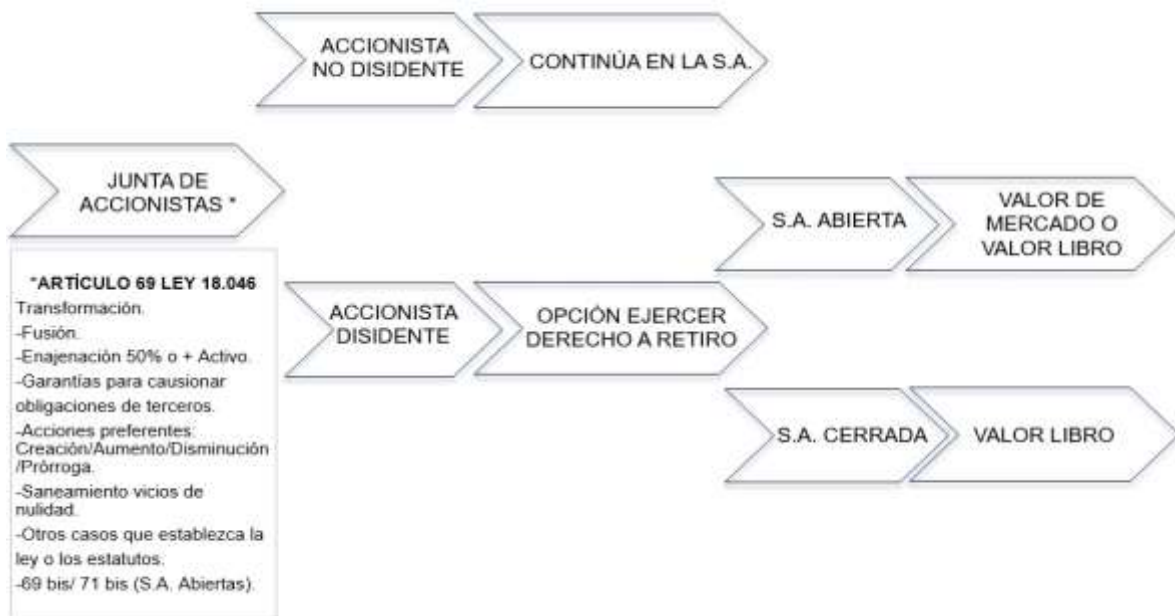 ACCIONISTA
NO DISIDENTE
CONTINÚA EN LA S.A.
JUNTA DE
ACCIONISTAS *
*ARTÍCULO 69 LEY 18.046
Transformación.
-Fusión.
-Enajenación 50% o + Activo.
-Garantías para causionar
obligaciones de terceros.
-Acciones preferentes:
Creación/Aumento/Disminución
/Prórroga.
-Saneamiento vicios de
nulidad.
-Otros casos que establezca la
ley o los estatutos.
-69 bis/ 71 bis (S.A. Abiertas).
ACCIONISTA
DISIDENTE
OPCIÓN EJERCER
DERECHO A RETIRO
S.A. ABIERTA
VALOR DE
MERCADO O
VALOR LIBRO
S.A. CERRADA
VALOR LIBRO